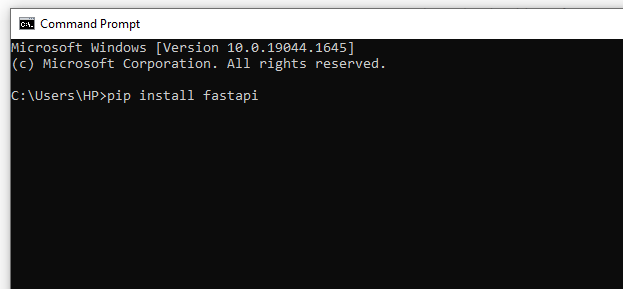 Command Prompt
Microsoft Windows [Version 10.0.19044.1645]
(c) Microsoft Corporation. All rights reserved.
C:\Users\HP>pip install fastapi